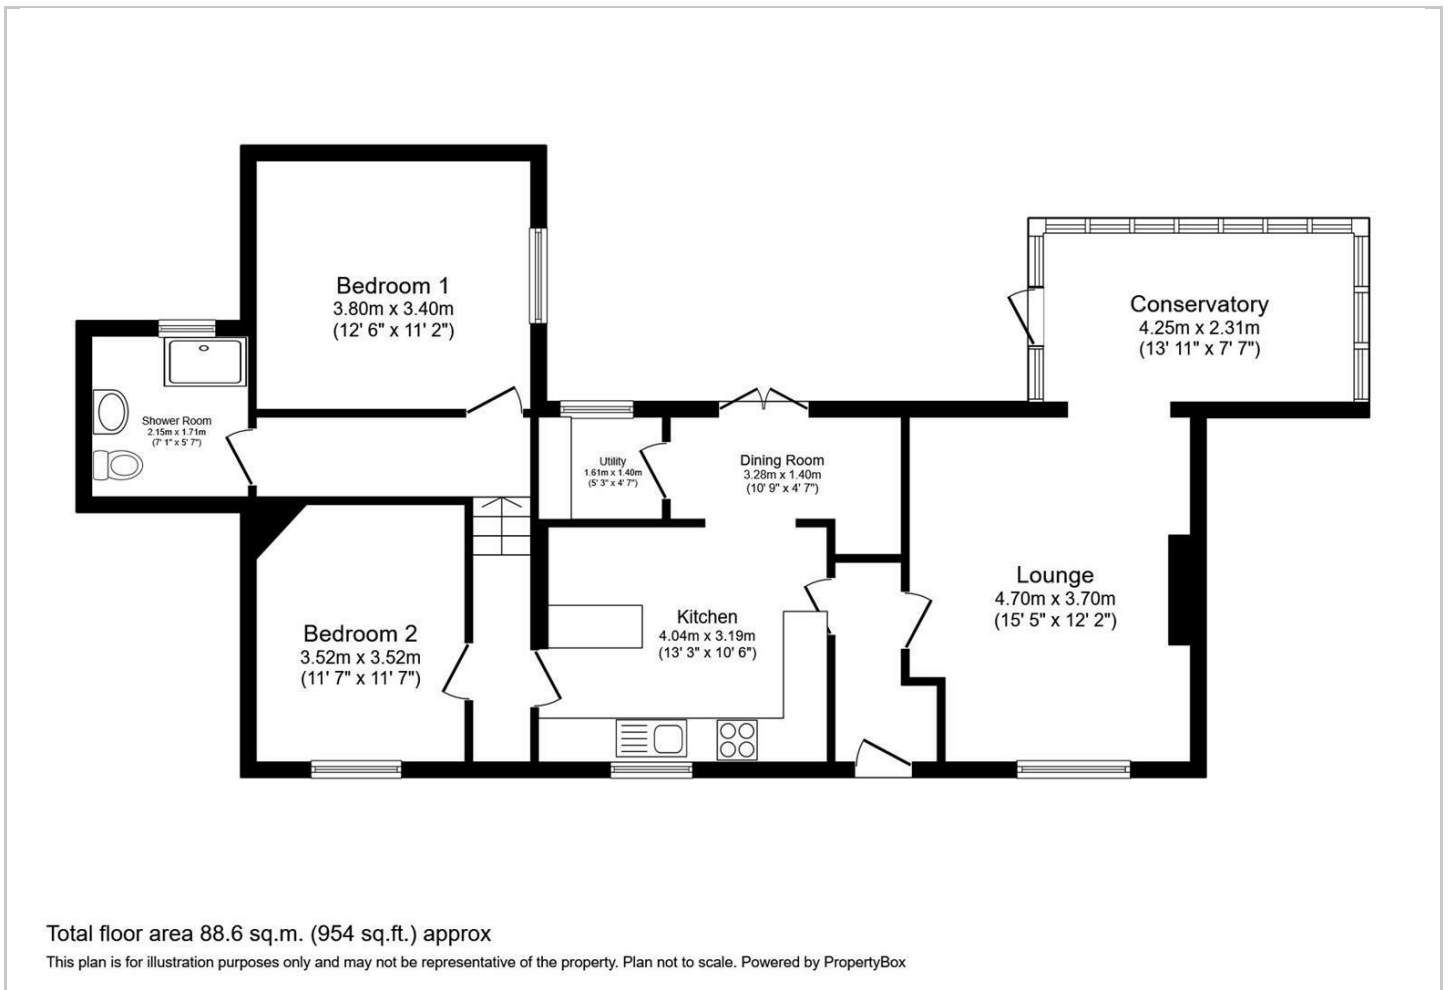 Bedroom 1
3.80m x 3.40m
(12' 6" x 11' 2")
Conservatory
4.25m x 2.31m
(13' 11" x 7' 7")
Shower Room
2.15m x 1.71m
(7' 1" x 5' 7")
Utility
1.61m x 1.40m
(5' 3" x 4' 7")
Dining Room
3.28m x 1.40m
(10' 9" x 4' 7")
Lounge
4.70m x 3.70m
(15' 5" x 12' 2")
Kitchen
4.04m x 3.19m
(13' 3" x 10' 6")
Bedroom 2
3.52m x 3.52m
(11' 7" x 11' 7")
Total floor area 88.6 sq.m. (954 sq.ft.) approx
This plan is for illustration purposes only and may not be representative of the property. Plan not to scale. Powered by PropertyBox